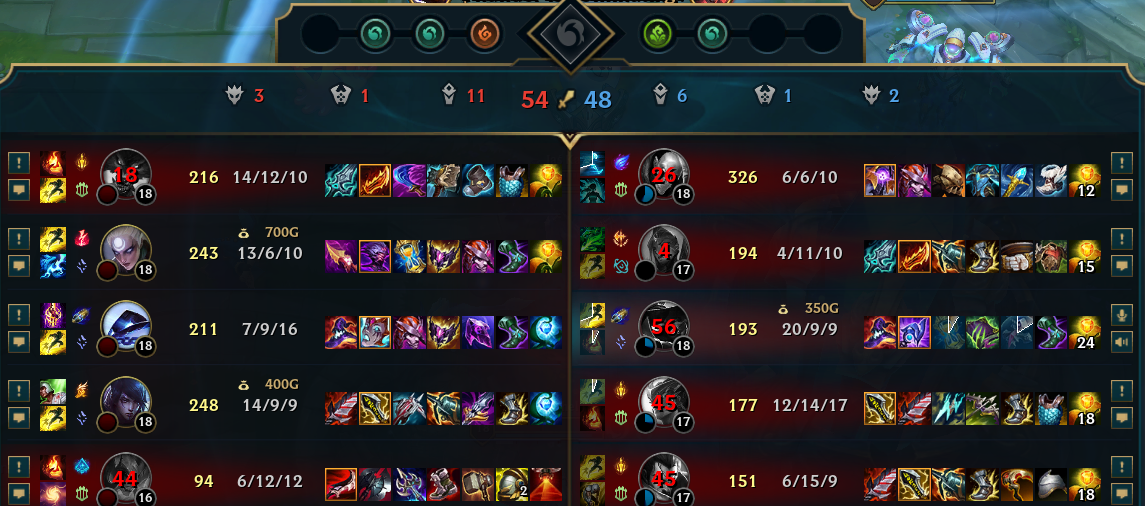 3 1 11 54 48 6 1 2
18 18 216 14/12/10
26 18 326 6/6/10 12
700G
18 243 13/6/10
4 17 194 4/11/10 15
18 211 7/9/16
350G
56 18 193 20/9/9 24
400G
18 248 14/9/9
45 17 177 12/14/17 18
44 16 94 6/12/12 2
45 17 151 6/15/9 18